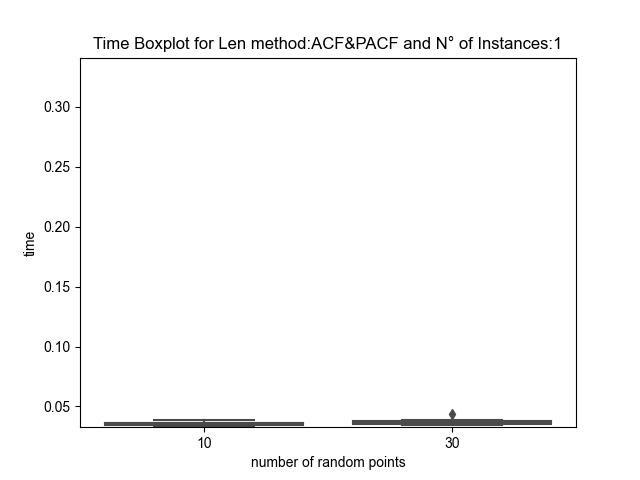 Time Boxplot for Len method:ACF&PACF and N° of Instances:1
0.30
0.25
0.20
0.15
0.10
0.05
time
10
30
number of random points